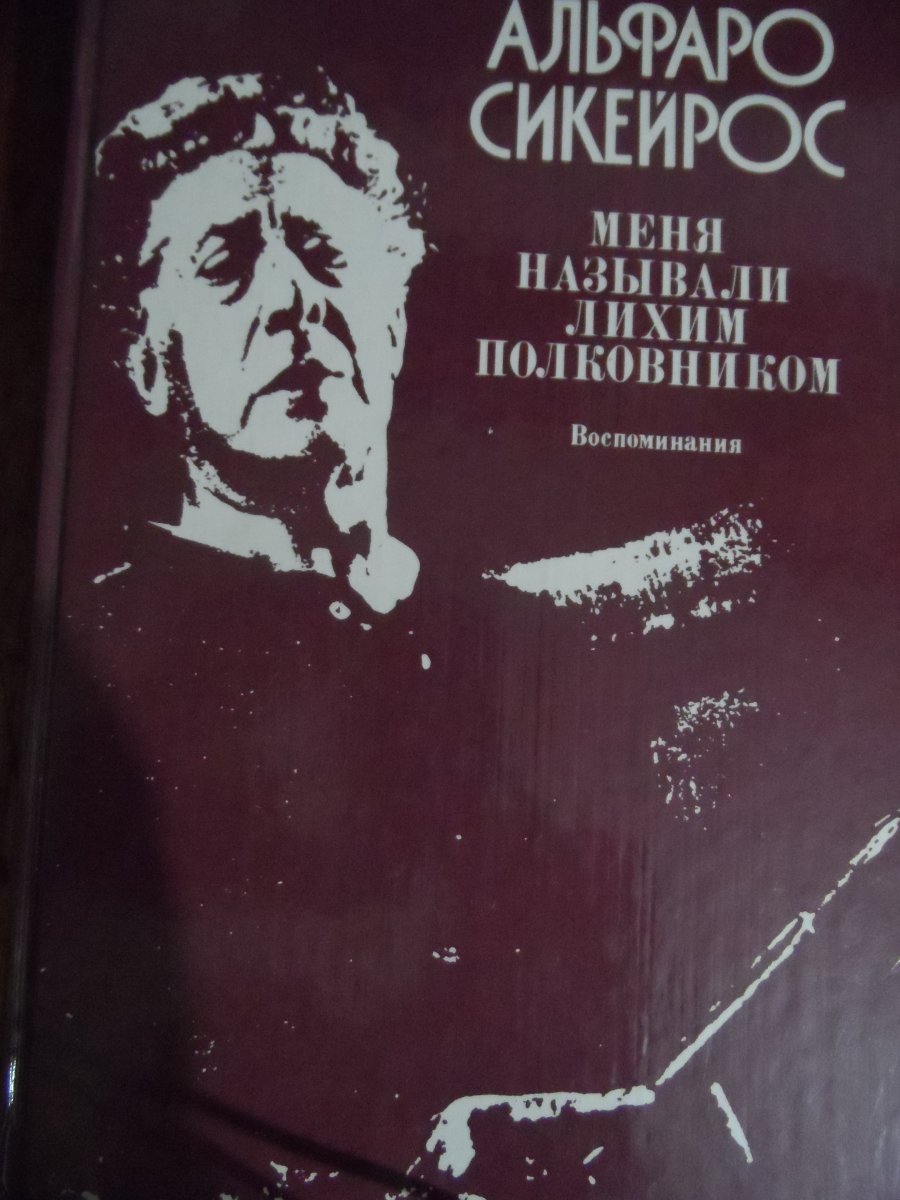 АЛЬФАРО
СИКЕЙРОС
МЕНЯ
НАЗЫВАЛИ
ЛИХИМ
ПОЛКОВНИКОМ
Воспоминания